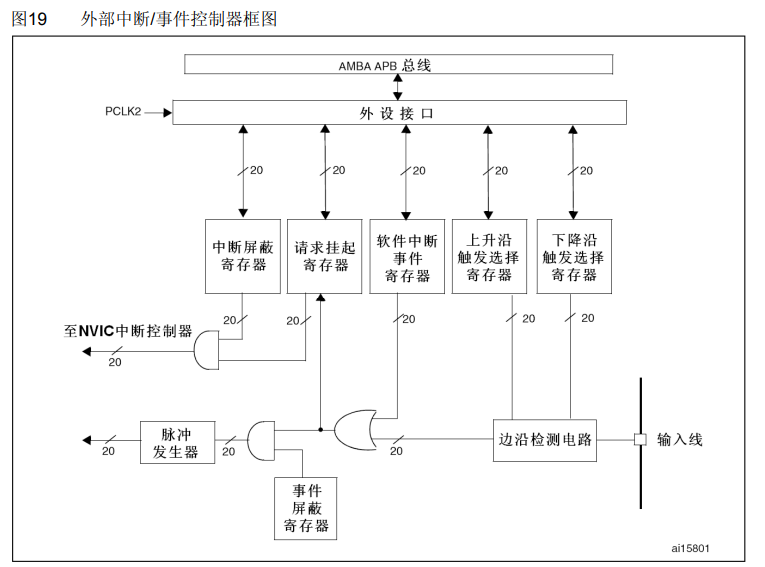 图19 外部中断/事件控制器框图
AMBA APB 总线
PCLK2
外设接口
20
20
20
20
20
中断屏蔽
寄存器
请求挂起
寄存器
软件中断
事件
寄存器
上升沿
触发选择
寄存器
下降沿
触发选择
寄存器
20
20
20
20
20
至NVIC中断控制器
20
脉冲
发生器
20
20
20
边沿检测电路
输入线
事件
屏蔽
寄存器
ai15801